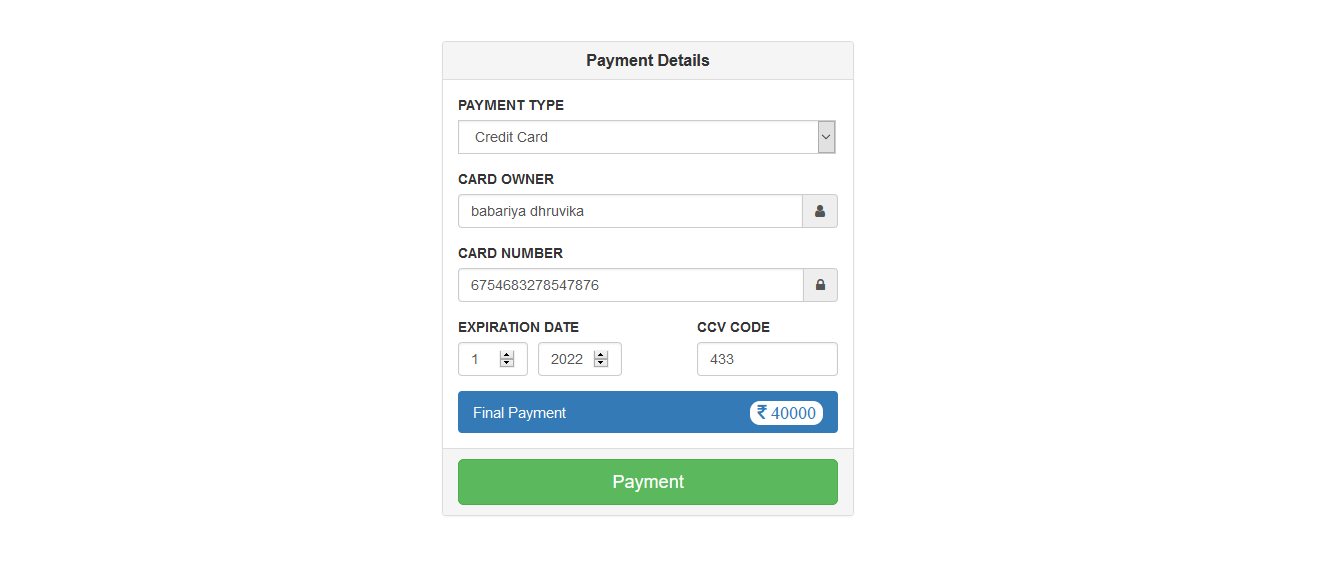 Payment Details
PAYMENT TYPE
Credit Card
CARD OWNER
babariya dhruvika
CARD NUMBER
6754683278547876
EXPIRATION DATE CCV CODE
1 2022 433
Final Payment ₹ 40000
Payment